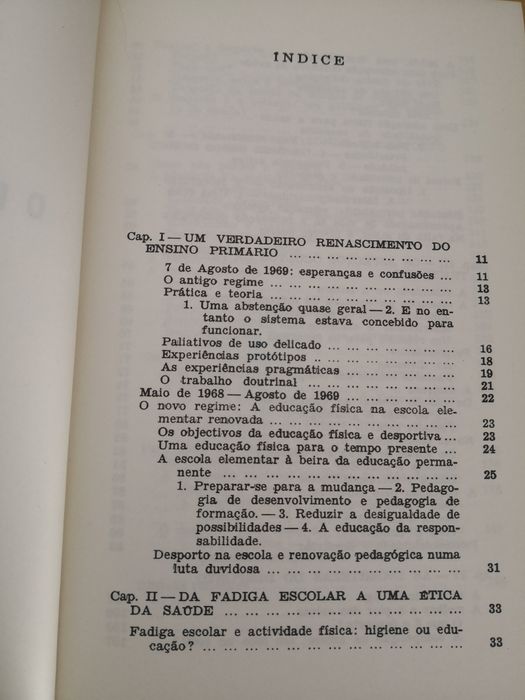 ÍNDICE
Cap. I — UM VERDADEIRO RENASCIMENTO DO
ENSINO PRIMARIO ... ... ... ... ... ... ... ... ... 11
7 de Agosto de 1969: esperanças e confusões ... 11
O antigo regime ... ... ... ... ... ... ... ... ... ... 13
Prática e teoria ... ... ... ... ... ... ... ... ... ... 13
1. Uma abstenção quase geral — 2. E no en-
tanto o sistema estava concebido para
funcionar.
Paliativos de uso delicado ... ... ... ... ... ... ... 16
Experiências protótipos .. ... ... ... ... ... ... ... 18
As experiências pragmáticas ... ... ... ... ... ... 19
O trabalho doutrinal ... ... ... ... ... ... ... ... 21
Maio de 1968 — Agosto de 1969 ... ... ... ... ... ... 22
O novo regime: A educação física na escola ele-
mentar renovada ... ... ... ... ... ... ... ... ... 23
Os objectivos da educação física e desportiva ... 23
Uma educação física para o tempo presente ... 24
A escola elementar à beira da educação perma-
nente ... ... ... ... ... ... ... ... ... ... ... ... 25
1. Preparar-se para a mudança — 2. Pedago-
gia de desenvolvimento e pedagogia de
formação. — 3. Reduzir a desigualdade de
possibilidades — 4. A educação da respon-
sabilidade.
Desporto na escola e renovação pedagógica numa
luta duvidosa ... ... ... ... ... ... ... ... ... ... 31
Cap. II — DA FADIGA ESCOLAR A UMA ÉTICA
DA SAÚDE ... ... ... ... ... ... ... ... ... ... ... ... 33
Fadiga escolar e actividade física: higiene ou edu-
cação? ... ... ... ... ... ... ... ... ... ... ... ... 33